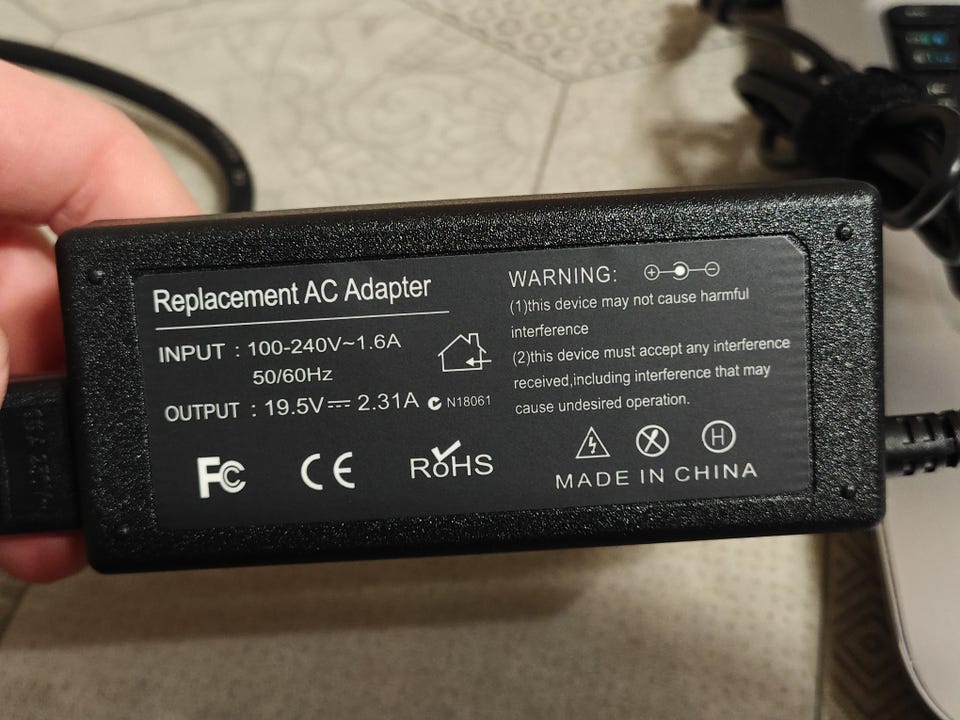 Replacement AC Adapter
INPUT : 100-240V~1.6A
50/60Hz
OUTPUT : 19.5V⎓2.31A N18061
FC CE RoHS
WARNING: + -
(1)this device may not cause harmful
interference
(2)this device must accept any interference
received,including interference that may
cause undesired operation.
H
MADE IN CHINA